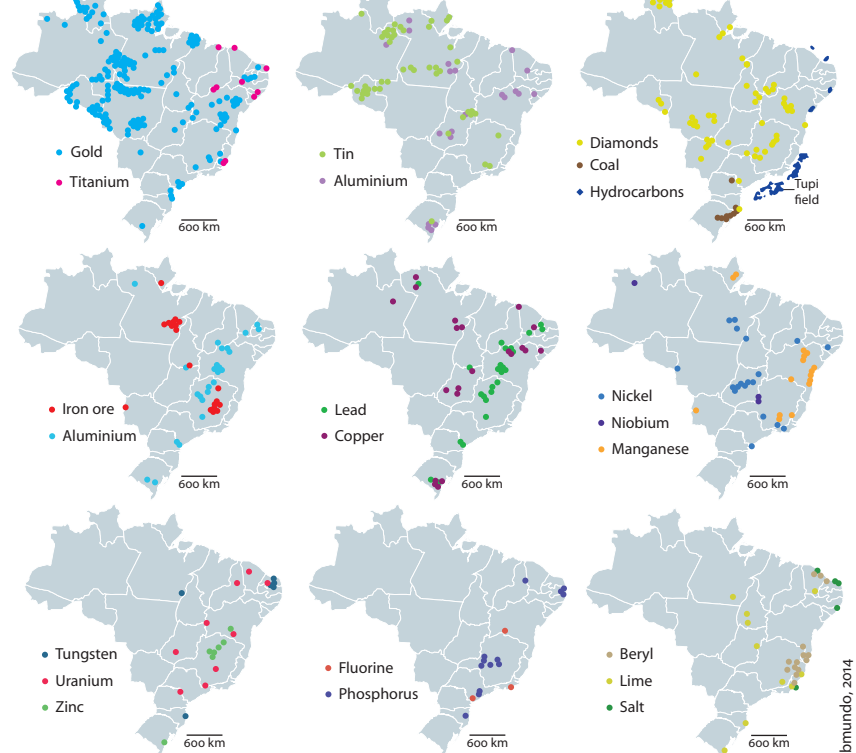 Gold
Titanium
600 km
Tin
Aluminium
600 km
Diamonds
Coal
Hydrocarbons
Tupi
field
600 km
Iron ore
Aluminium
600 km
Lead
Copper
600 km
Nickel
Niobium
Manganese
600 km
Tungsten
Uranium
Zinc
600 km
Fluorine
Phosphorus
600 km
Beryl
Lime
Salt
600 km
bmundo, 2014